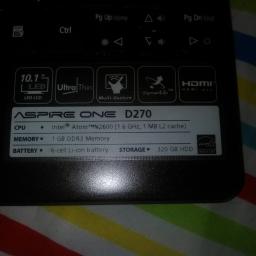 Pg Up Home
Pg Dn End
Ctrl
10.1"
LED LCD
UltraThin
Multi-Gesture
HDMI
ASPIRE ONE D270
CPU • Intel® Atom™ N2600 (1.6 GHz, 1 MB L2 cache)
MEMORY • 1 GB DDR3 Memory
BATTERY • 6-cell Li-ion battery STORAGE • 320 GB HDD